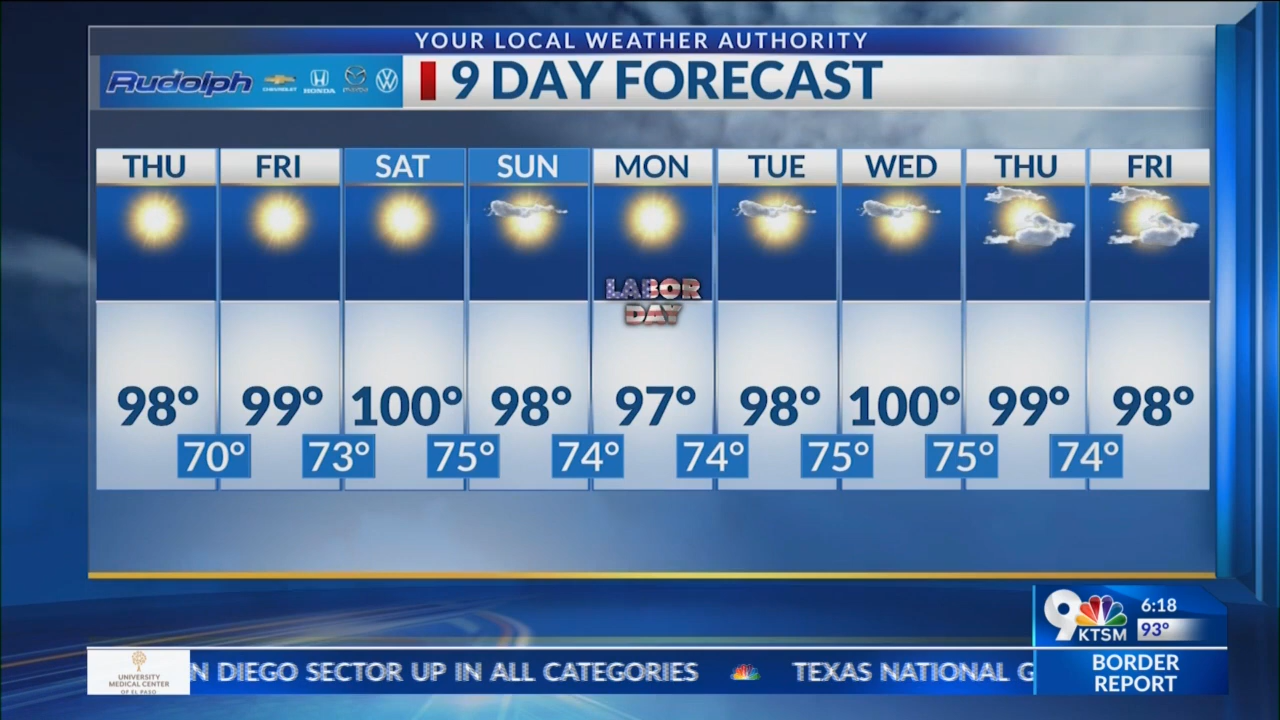 YOUR LOCAL WEATHER AUTHORITY
Rudolph CHEVROLET HONDA mazda
9 DAY FORECAST
THU FRI SAT SUN MON TUE WED THU FRI
LABOR
DAY
98° 99° 100° 98° 97° 98° 100° 99° 98°
70° 73° 75° 74° 74° 75° 75° 74°
9 KTSM
6:18
93°
UNIVERSITY
MEDICAL CENTER
OF EL PASO
N DIEGO SECTOR UP IN ALL CATEGORIES TEXAS NATIONAL G
BORDER
REPORT